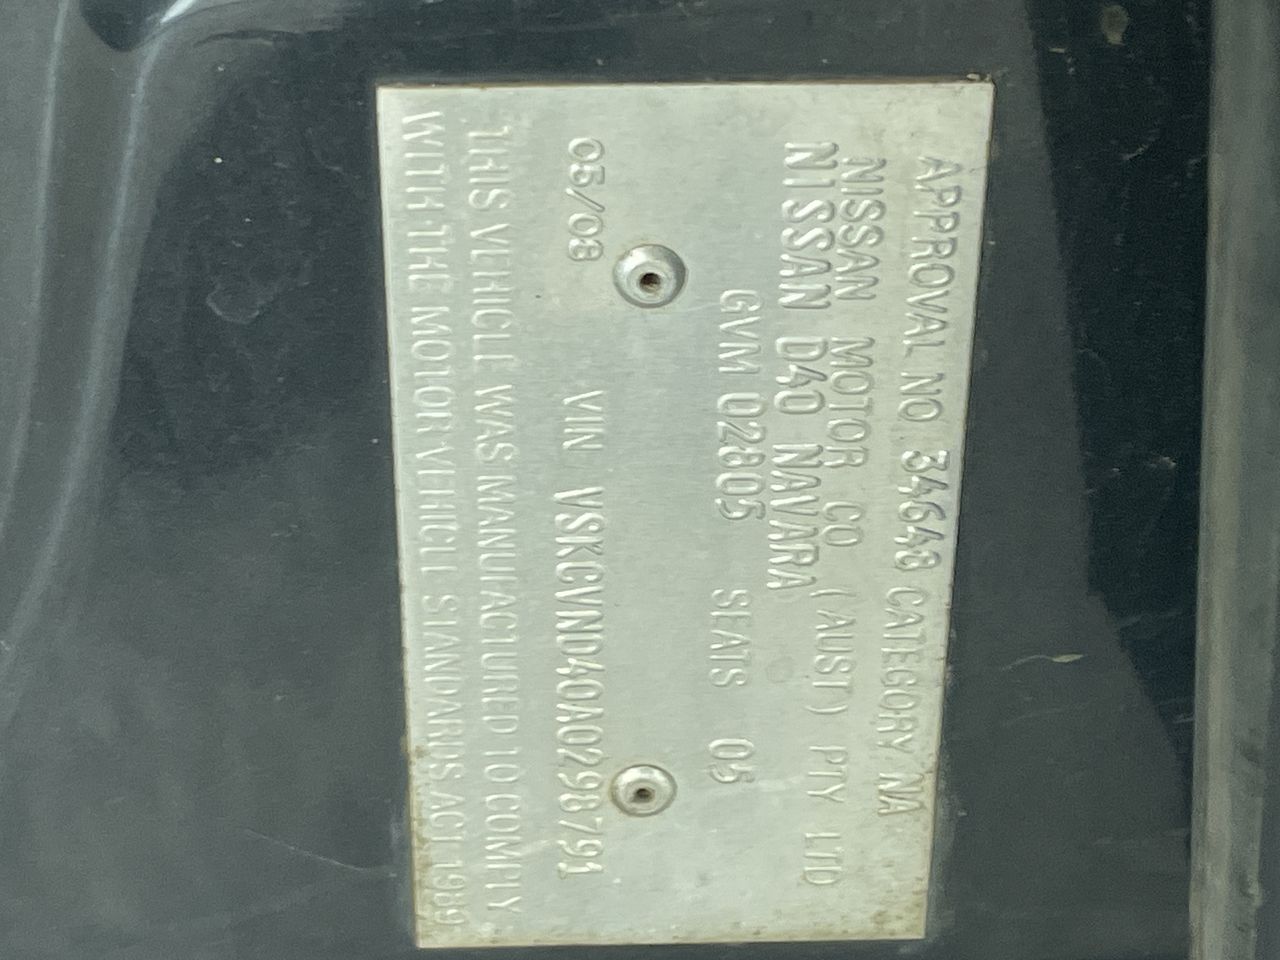 APPROVAL NO 34648 CATEGORY NA
NISSAN MOTOR CO (AUST) PTY LTD
NISSAN D40 NAVARA
GVM 02805 SEATS 05
05/08 VIN VSKCVND40A0298791
THIS VEHICLE WAS MANUFACTURED TO COMPLY
WITH THE MOTOR VEHICLE STANDARDS ACT 1989